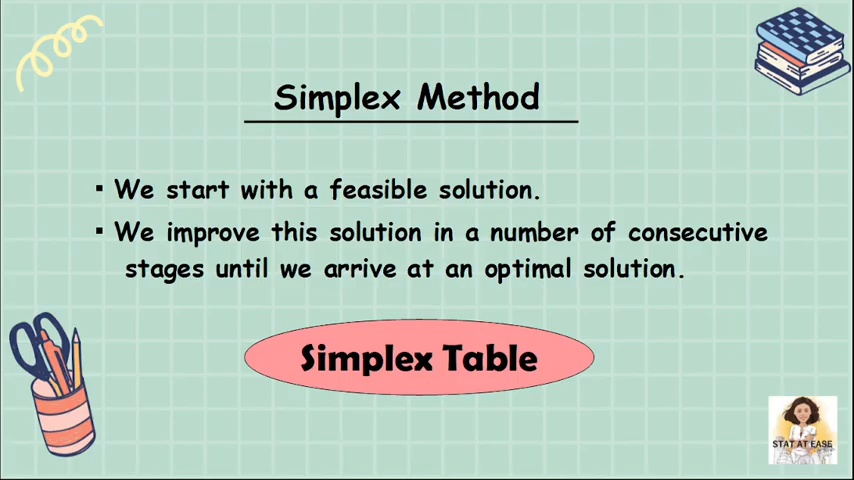 Simplex Method
▪ We start with a feasible solution.
▪ We improve this solution in a number of consecutive
stages until we arrive at an optimal solution.
Simplex Table
STAT AT EASE